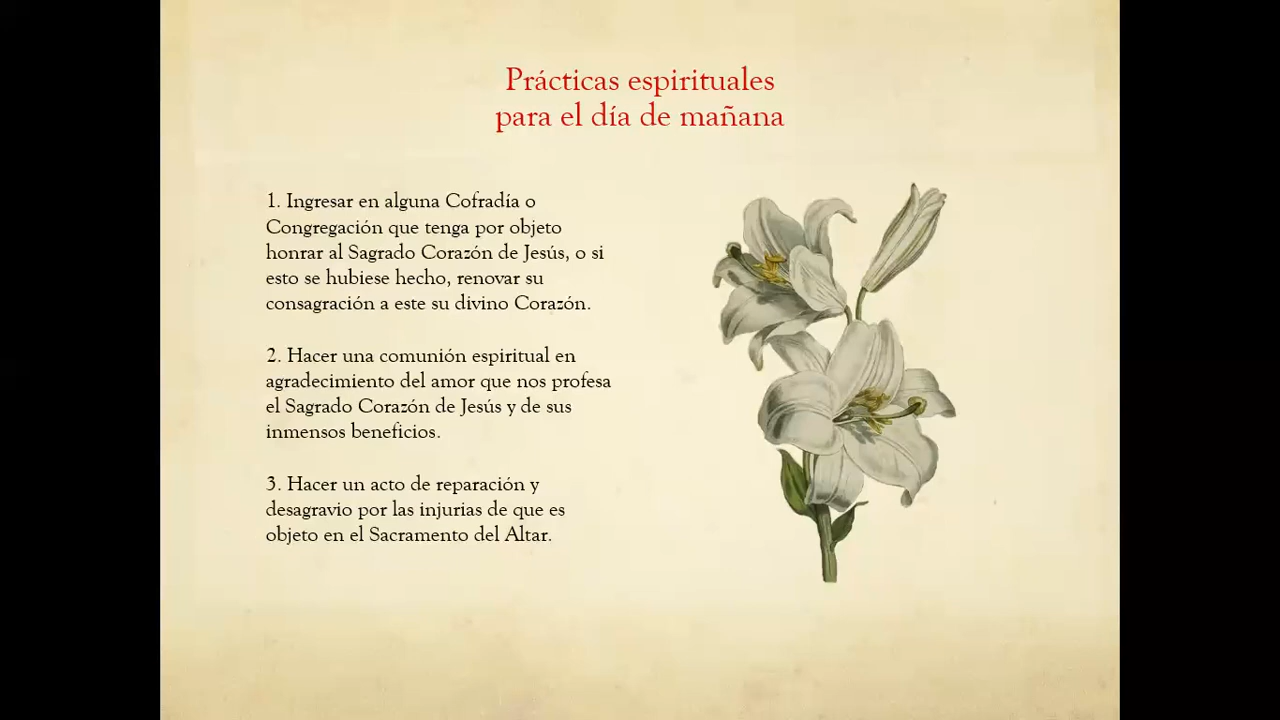 Prácticas espirituales
para el día de mañana
1. Ingresar en alguna Cofradía o
Congregación que tenga por objeto
honrar al Sagrado Corazón de Jesús, o si
esto se hubiese hecho, renovar su
consagración a este su divino Corazón.
2. Hacer una comunión espiritual en
agradecimiento del amor que nos profesa
el Sagrado Corazón de Jesús y de sus
inmensos beneficios.
3. Hacer un acto de reparación y
desagravio por las injurias de que es
objeto en el Sacramento del Altar.